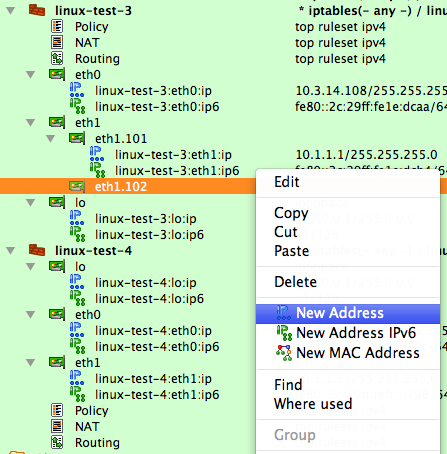 linux-test-3 * iptables(- any -) / linu
Policy top ruleset ipv4
NAT top ruleset ipv4
Routing top ruleset ipv4
eth0
linux-test-3:eth0:ip 10.3.14.108/255.255.255
linux-test-3:eth0:ip6 fe80::2c:29ff:fe1e:dcaa/64
eth1
eth1.101
linux-test-3:eth1:ip 10.1.1.1/255.255.255.0
linux-test-3:eth1:ip6
eth1.102
lo
linux-test-3:lo:ip
linux-test-3:lo:ip6
linux-test-4
lo
linux-test-4:lo:ip
linux-test-4:lo:ip6
eth0
linux-test-4:eth0:ip
linux-test-4:eth0:ip6
eth1
linux-test-4:eth1:ip
linux-test-4:eth1:ip6
Policy
NAT
Routing
Edit
Copy
Cut
Paste
Delete
New Address
New Address IPv6
New MAC Address
Find
Where used
Group